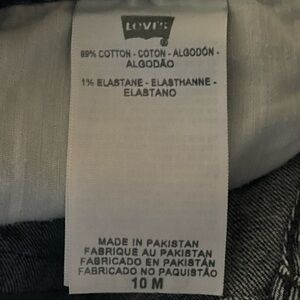 LEVI'S
99% COTTON - COTON - ALGODÓN -
ALGODÃO
1% ELASTANE - ELASTHANNE -
ELASTANO
MADE IN PAKISTAN
FABRIQUE AU PAKISTAN
FABRICADO EN PAKISTÁN
FABRICADO NO PAQUISTÃO
10 M